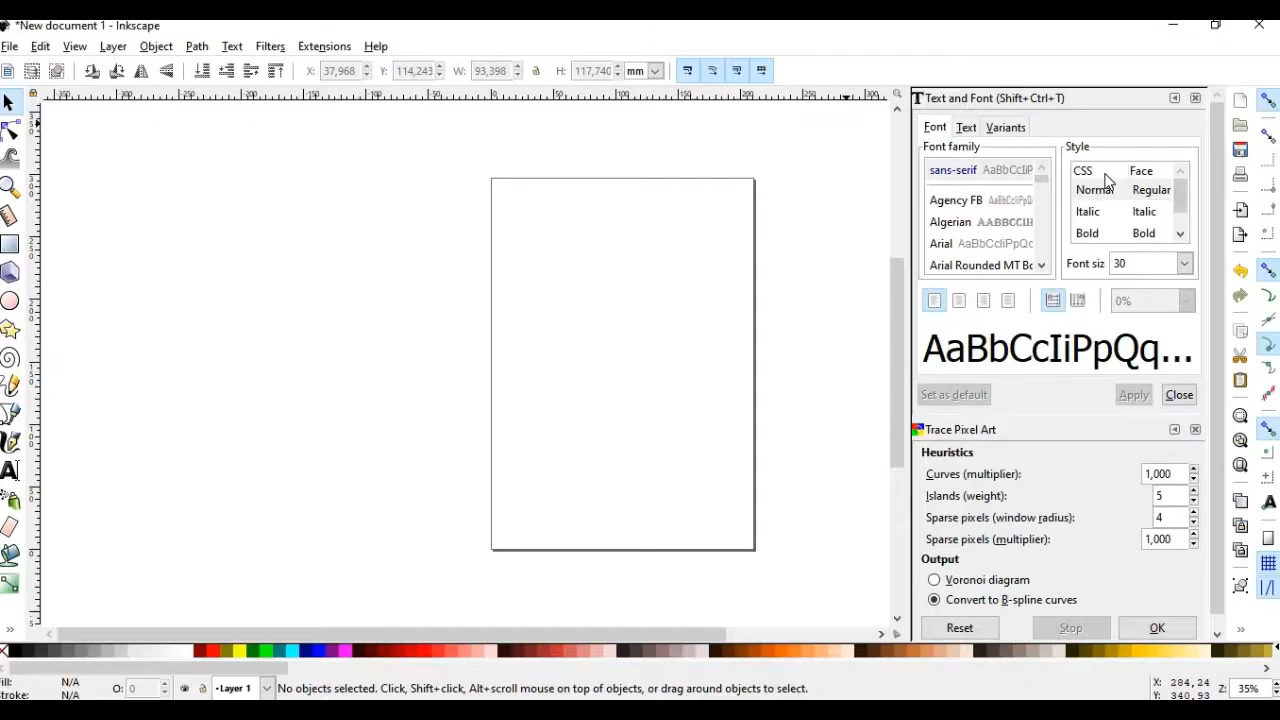 *New document 1 - Inkscape
File Edit View Layer Object Path Text Filters Extensions Help
X: 37,968 Y: 114,243 W: 93,398 H: 117,740 mm
Text and Font (Shift+Ctrl+T)
Font Text Variants
Font family Style
sans-serif AaBbCcIiP
CSS Face
Normal Regular
Agency FB AaBbCcIiPpQq
Italic Italic
Algerian AABBCCII
Bold Bold
Arial AaBbCcIiPpQq
Arial Rounded MT Bo
Font siz 30
0%
AaBbCcIiPpQq...
Set as default Apply Close
Trace Pixel Art
Heuristics
Curves (multiplier): 1,000
Islands (weight): 5
Sparse pixels (window radius): 4
Sparse pixels (multiplier): 1,000
Output
Voronoi diagram
Convert to B-spline curves
Reset Stop OK
Fill: N/A
Stroke: N/A
O: 0
•Layer 1
No objects selected. Click, Shift+click, Alt+scroll mouse on top of objects, or drag around objects to select.
X: 284,24
Y: 340,93
Z: 35%